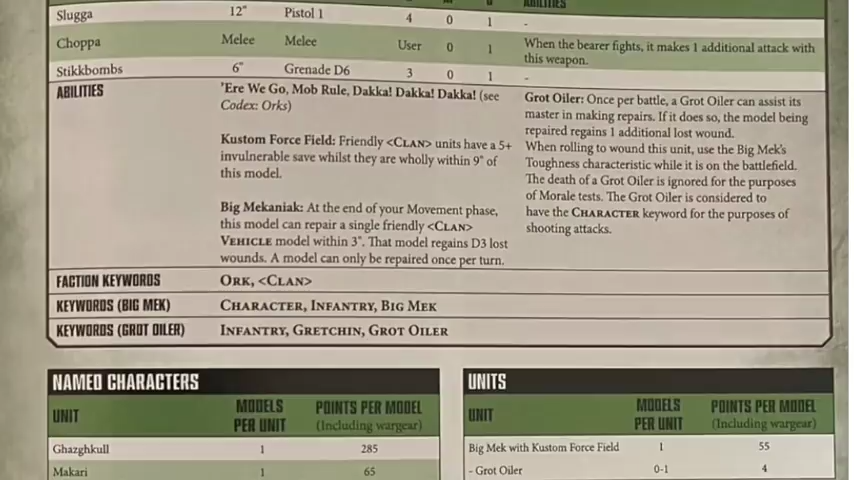 ABILITIES
Slugga 12" Pistol 1 4 0 1 -
Choppa Melee Melee User 0 1 When the bearer fights, it makes 1 additional attack with
this weapon.
Stikkbombs 6" Grenade D6 3 0 1 -
ABILITIES
'Ere We Go, Mob Rule, Dakka! Dakka! Dakka! (see
Codex: Orks)
Kustom Force Field: Friendly <CLAN> units have a 5+
invulnerable save whilst they are wholly within 9" of
this model.
Big Mekaniak: At the end of your Movement phase,
this model can repair a single friendly <CLAN>
VEHICLE model within 3". That model regains D3 lost
wounds. A model can only be repaired once per turn.
Grot Oiler: Once per battle, a Grot Oiler can assist its
master in making repairs. If it does so, the model being
repaired regains 1 additional lost wound.
When rolling to wound this unit, use the Big Mek's
Toughness characteristic while it is on the battlefield.
The death of a Grot Oiler is ignored for the purposes
of Morale tests. The Grot Oiler is considered to
have the CHARACTER keyword for the purposes of
shooting attacks.
FACTION KEYWORDS ORK, <CLAN>
KEYWORDS (BIG MEK) CHARACTER, INFANTRY, BIG MEK
KEYWORDS (GROT OILER) INFANTRY, GRETCHIN, GROT OILER
NAMED CHARACTERS
UNIT MODELS PER UNIT POINTS PER MODEL
(Including wargear)
Ghazghkull 1 285
Makari 1 65
UNITS
UNIT MODELS PER UNIT POINTS PER MODEL
(Including wargear)
Big Mek with Kustom Force Field 1 55
- Grot Oiler 0-1 4